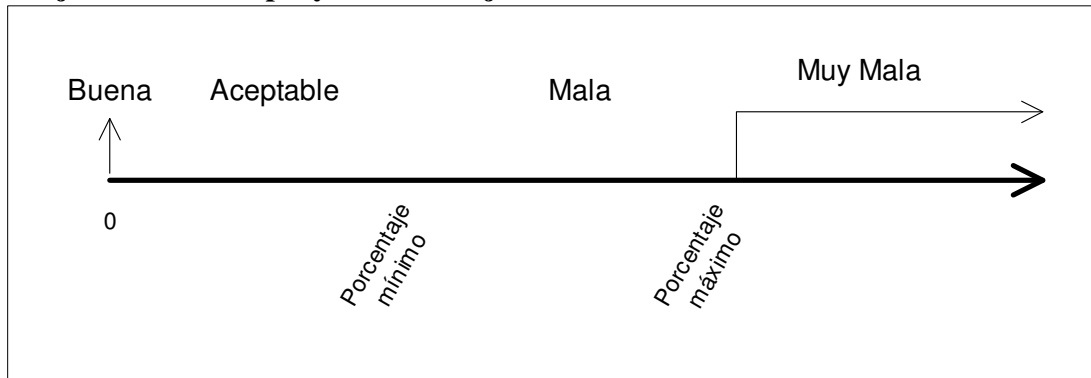 Buena
Aceptable
Mala
Muy Mala
0
Porcentaje
mínimo
Porcentaje
máximo